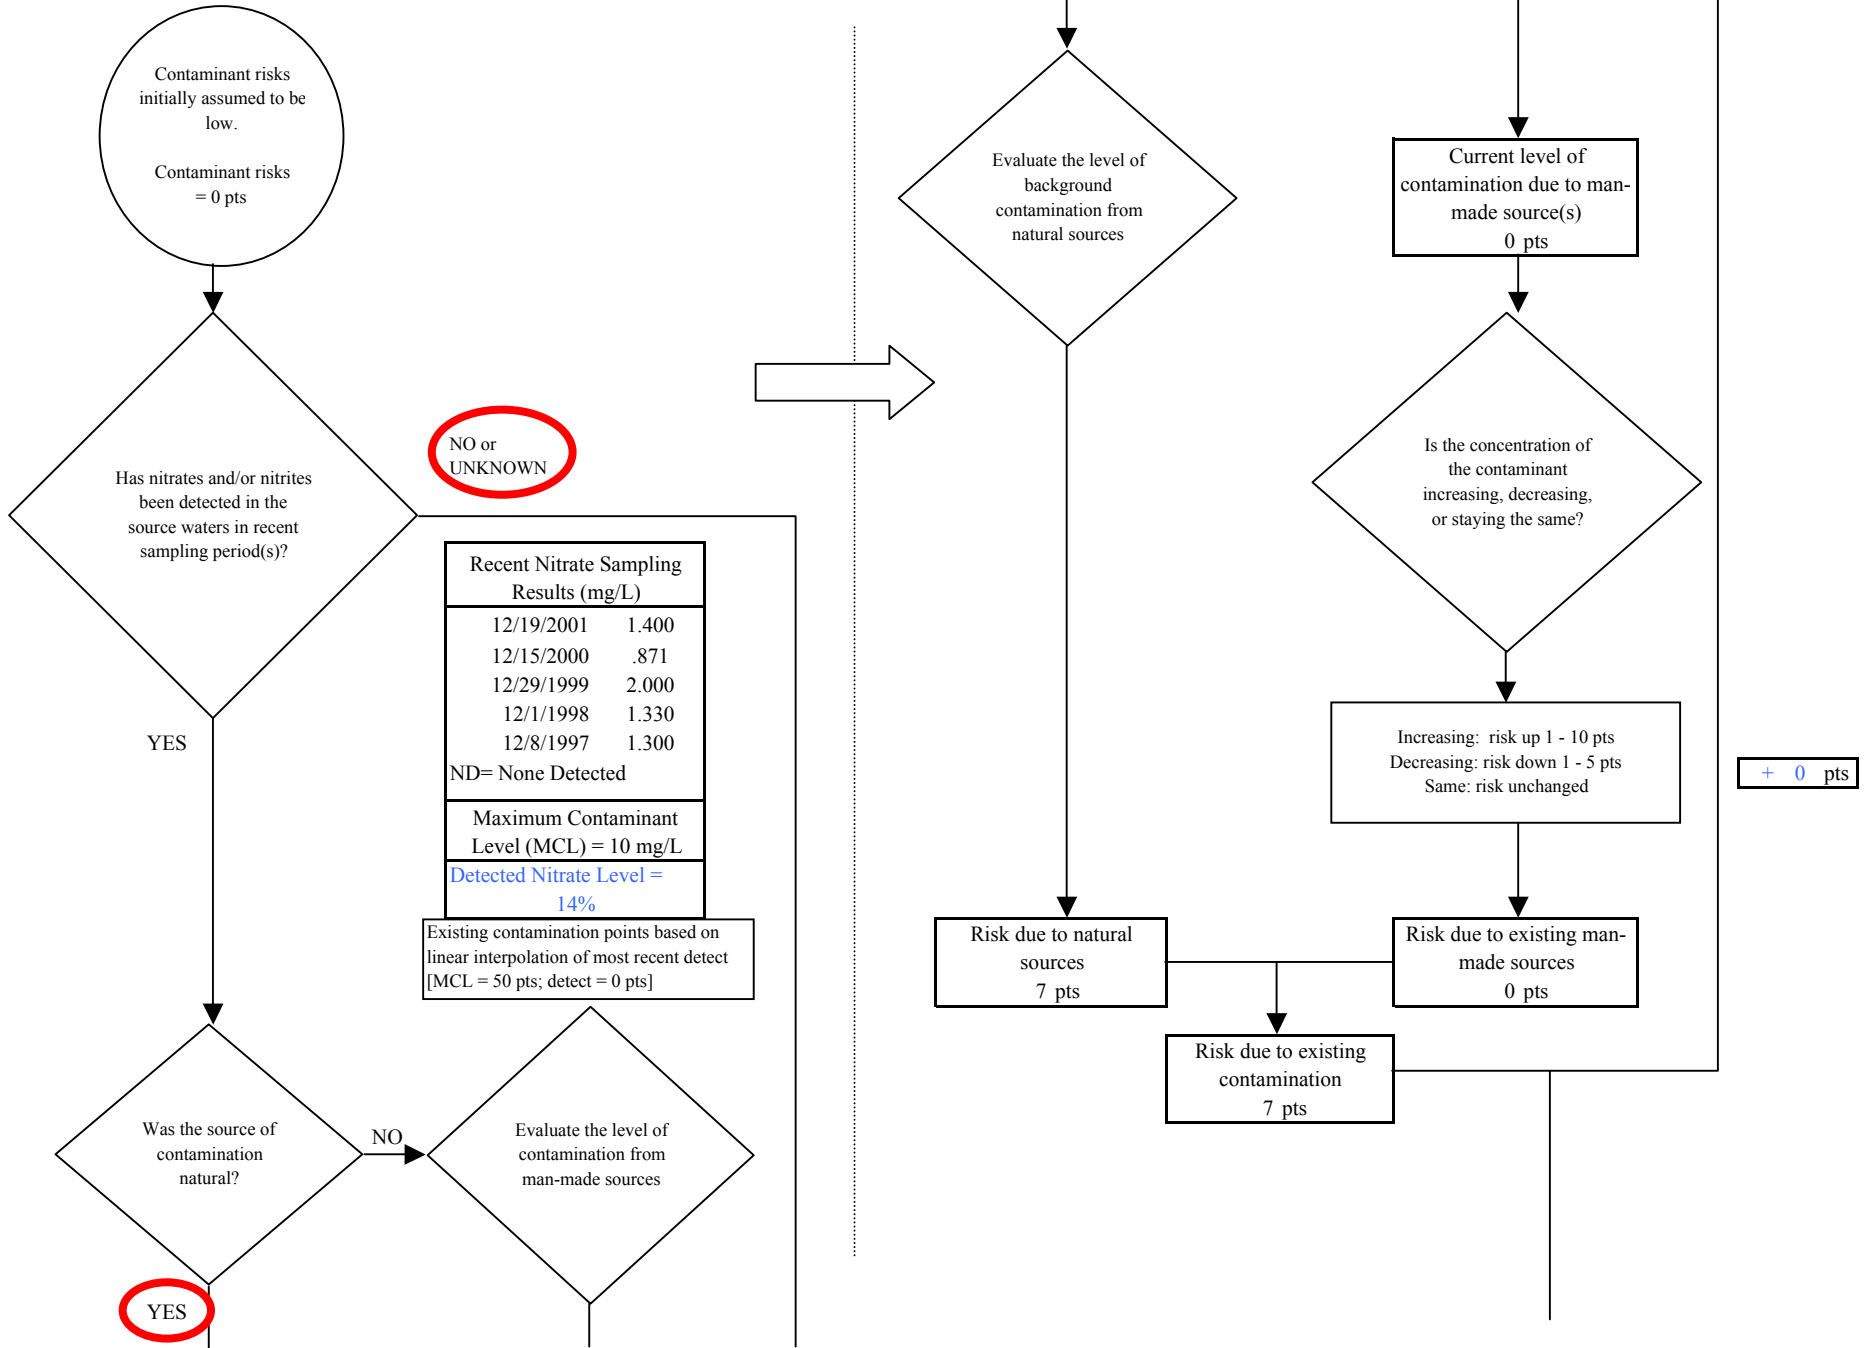 Contaminant risks
initially assumed to be
low.
Contaminant risks
= 0 pts
Has nitrates and/or nitrites
been detected in the
source waters in recent
sampling period(s)?
NO or
UNKNOWN
YES
Recent Nitrate Sampling
Results (mg/L)
12/19/2001 1.400
12/15/2000 .871
12/29/1999 2.000
12/1/1998 1.330
12/8/1997 1.300
ND= None Detected
Maximum Contaminant
Level (MCL) = 10 mg/L
Detected Nitrate Level =
14%
Existing contamination points based on
linear interpolation of most recent detect
[MCL = 50 pts; detect = 0 pts]
Was the source of
contamination
natural?
NO
Evaluate the level of
contamination from
man-made sources
YES
Evaluate the level of
background
contamination from
natural sources
Current level of
contamination due to man-
made source(s)
0 pts
Is the concentration of
the contaminant
increasing, decreasing,
or staying the same?
Increasing: risk up 1 - 10 pts
Decreasing: risk down 1 - 5 pts
Same: risk unchanged
+ 0 pts
Risk due to natural
sources
7 pts
Risk due to existing man-
made sources
0 pts
Risk due to existing
contamination
7 pts